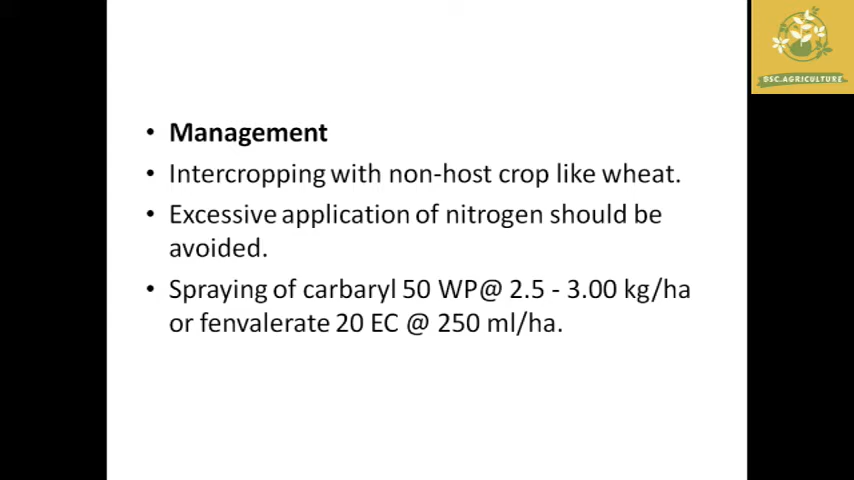 BSC.AGRICULTURE
• Management
• Intercropping with non-host crop like wheat.
• Excessive application of nitrogen should be
avoided.
• Spraying of carbaryl 50 WP@ 2.5 - 3.00 kg/ha
or fenvalerate 20 EC @ 250 ml/ha.